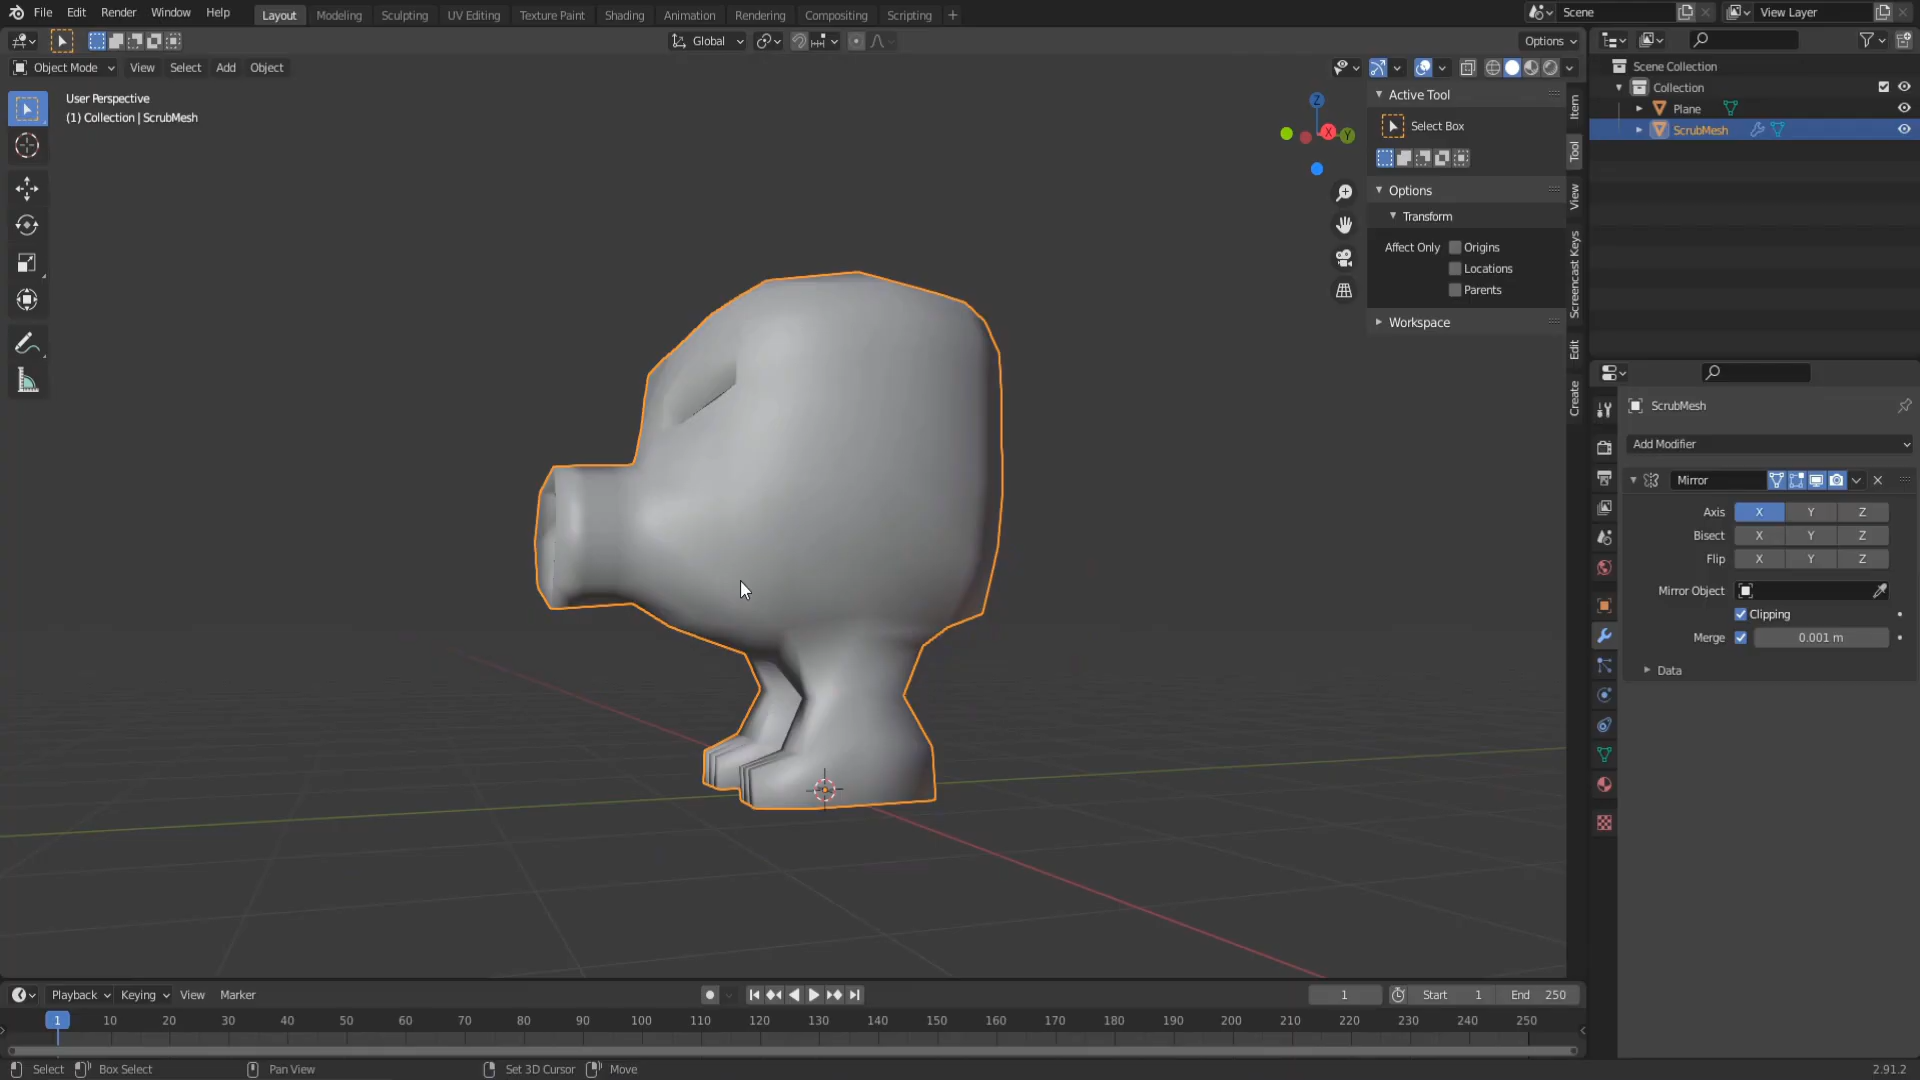 File Edit Render Window Help
Layout Modeling Sculpting UV Editing Texture Paint Shading Animation Rendering Compositing Scripting +
Scene
View Layer
Global
Options
Object Mode View Select Add Object
User Perspective
(1) Collection | ScrubMesh
Z
X
Y
Active Tool
Select Box
Options
Transform
Affect Only Origins
Locations
Parents
Workspace
Item
Tool
View
Screencast Keys
Edit
Create
Scene Collection
Collection
Plane
ScrubMesh
ScrubMesh
Add Modifier
Mirror
Axis X Y Z
Bisect X Y Z
Flip X Y Z
Mirror Object
Clipping
Merge 0.001 m
Data
Playback Keying View Marker
1 Start 1 End 250
1 10 20 30 40 50 60 70 80 90 100 110 120 130 140 150 160 170 180 190 200 210 220 230 240 250
Select Box Select Pan View Set 3D Cursor Move
2.91.2